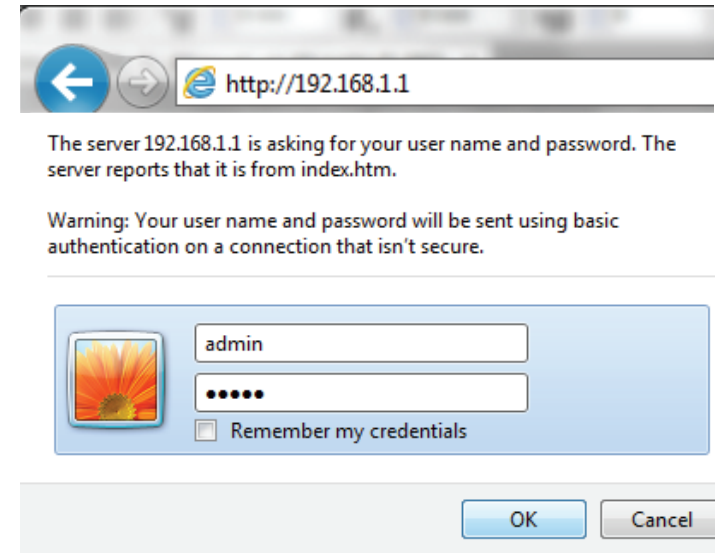 http://192.168.1.1
The server 192.168.1.1 is asking for your user name and password. The
server reports that it is from index.htm.
Warning: Your user name and password will be sent using basic
authentication on a connection that isn't secure.
admin
•••••
Remember my credentials
OK
Cancel